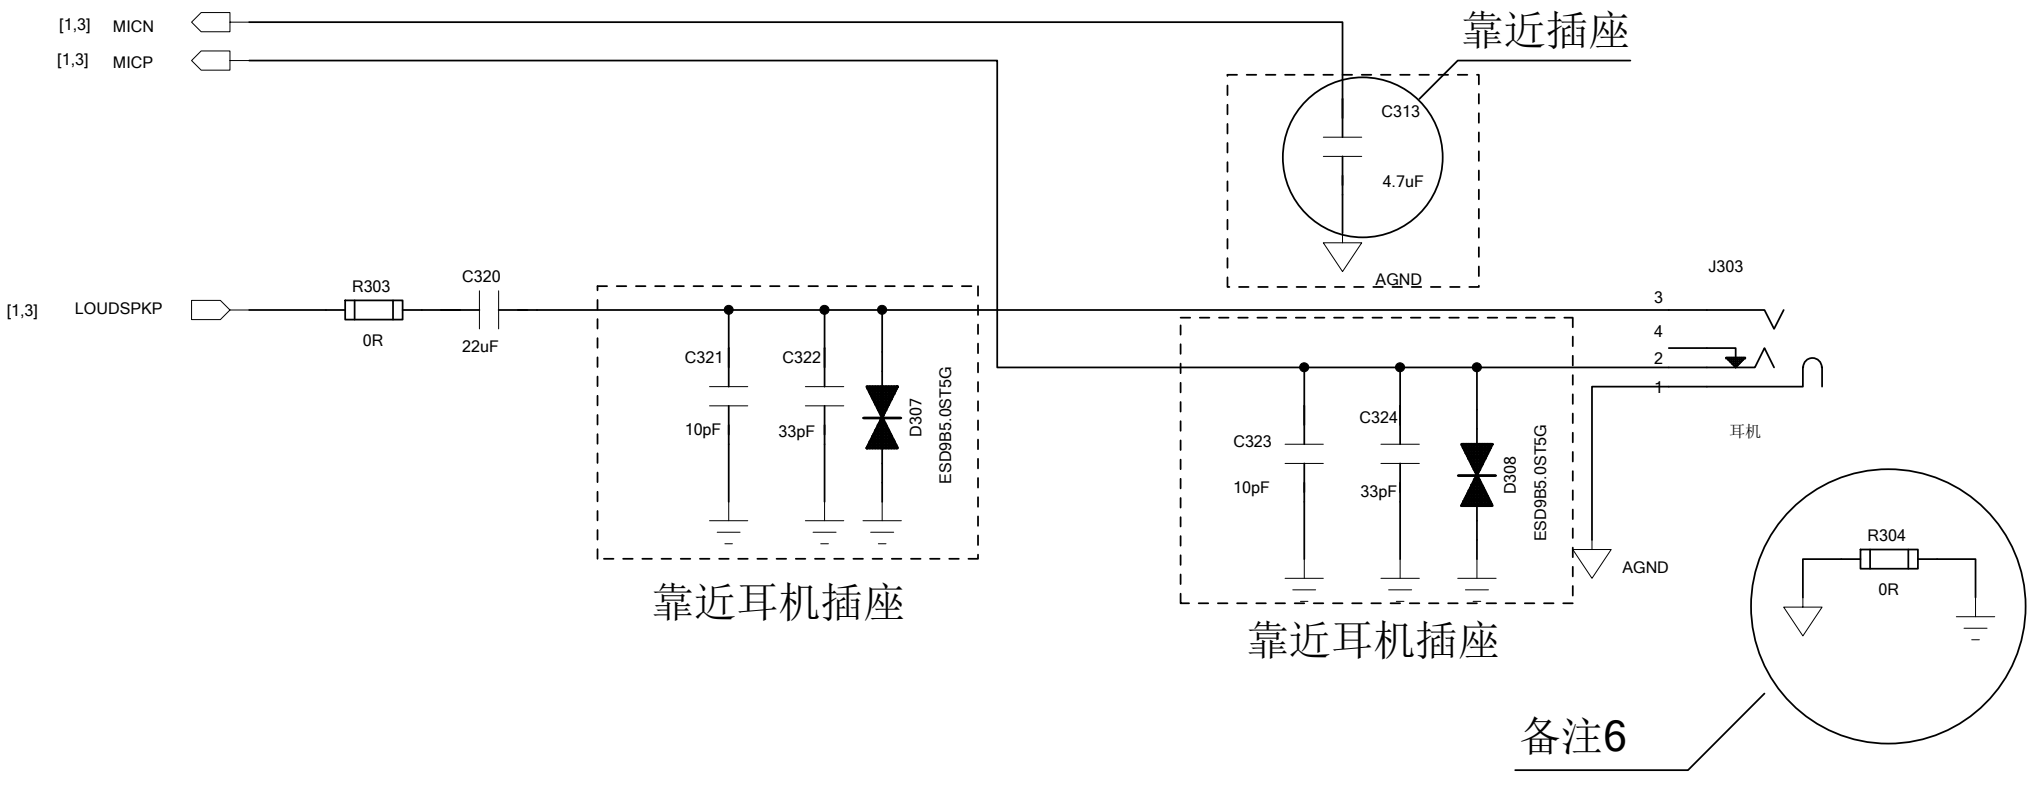 [1,3] MICN
[1,3] MICP
靠近插座
C313
4.7uF
AGND
J303
[1,3] LOUDSPKP
R303
0R
C320
22uF
3
4
2
1
C321
10pF
C322
33pF
D307
ESD9B5.0ST5G
C323
10pF
C324
33pF
D308
ESD9B5.0ST5G
耳机
AGND
靠近耳机插座
靠近耳机插座
R304
0R
备注6